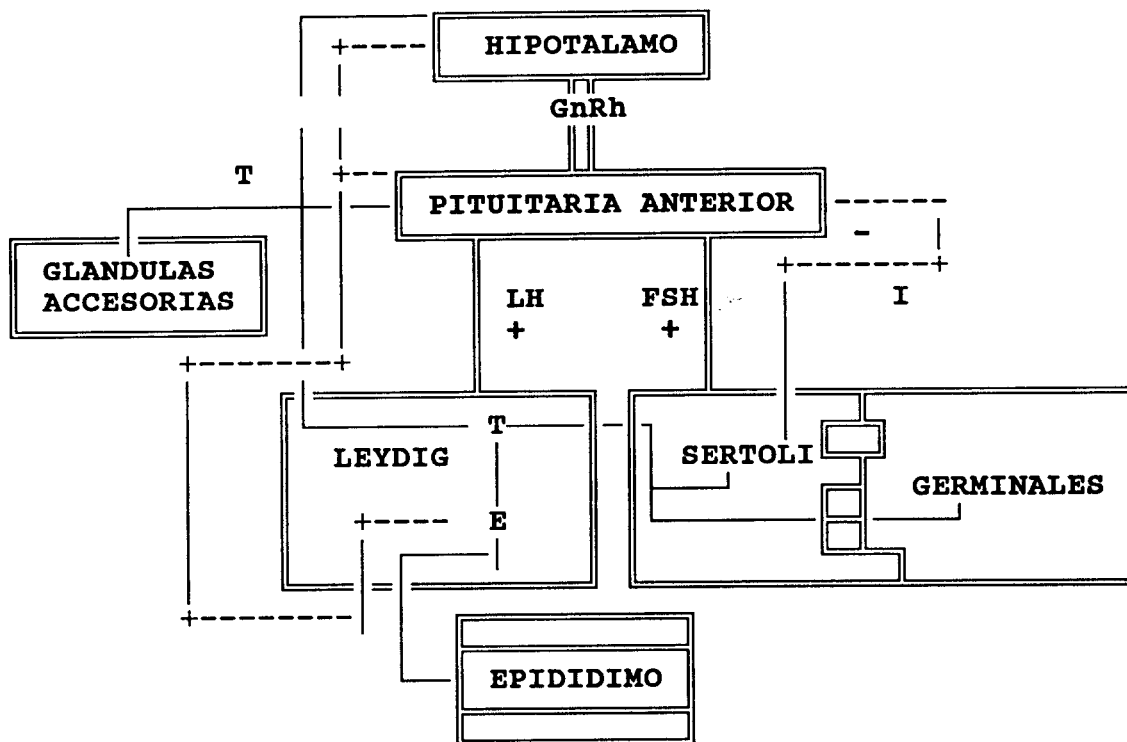 HIPOTALAMO
GnRh
T
PITUITARIA ANTERIOR
-
GLANDULAS
ACCESORIAS
LH
FSH
I
+
+
T
LEYDIG
SERTOLI
GERMINALES
E
EPIDIDIMO